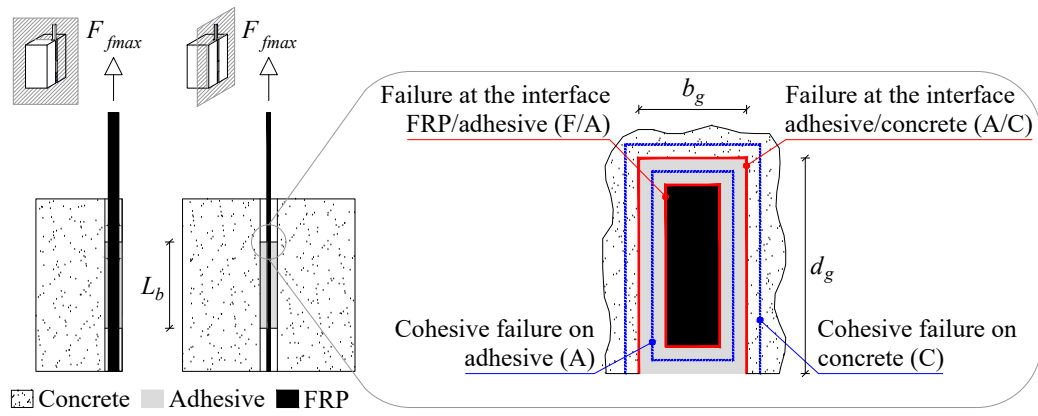 F_fmax
F_fmax
L_b
Failure at the interface
FRP/adhesive (F/A)
b_g
Failure at the interface
adhesive/concrete (A/C)
d_g
Cohesive failure on
adhesive (A)
Cohesive failure on
concrete (C)
Concrete Adhesive FRP